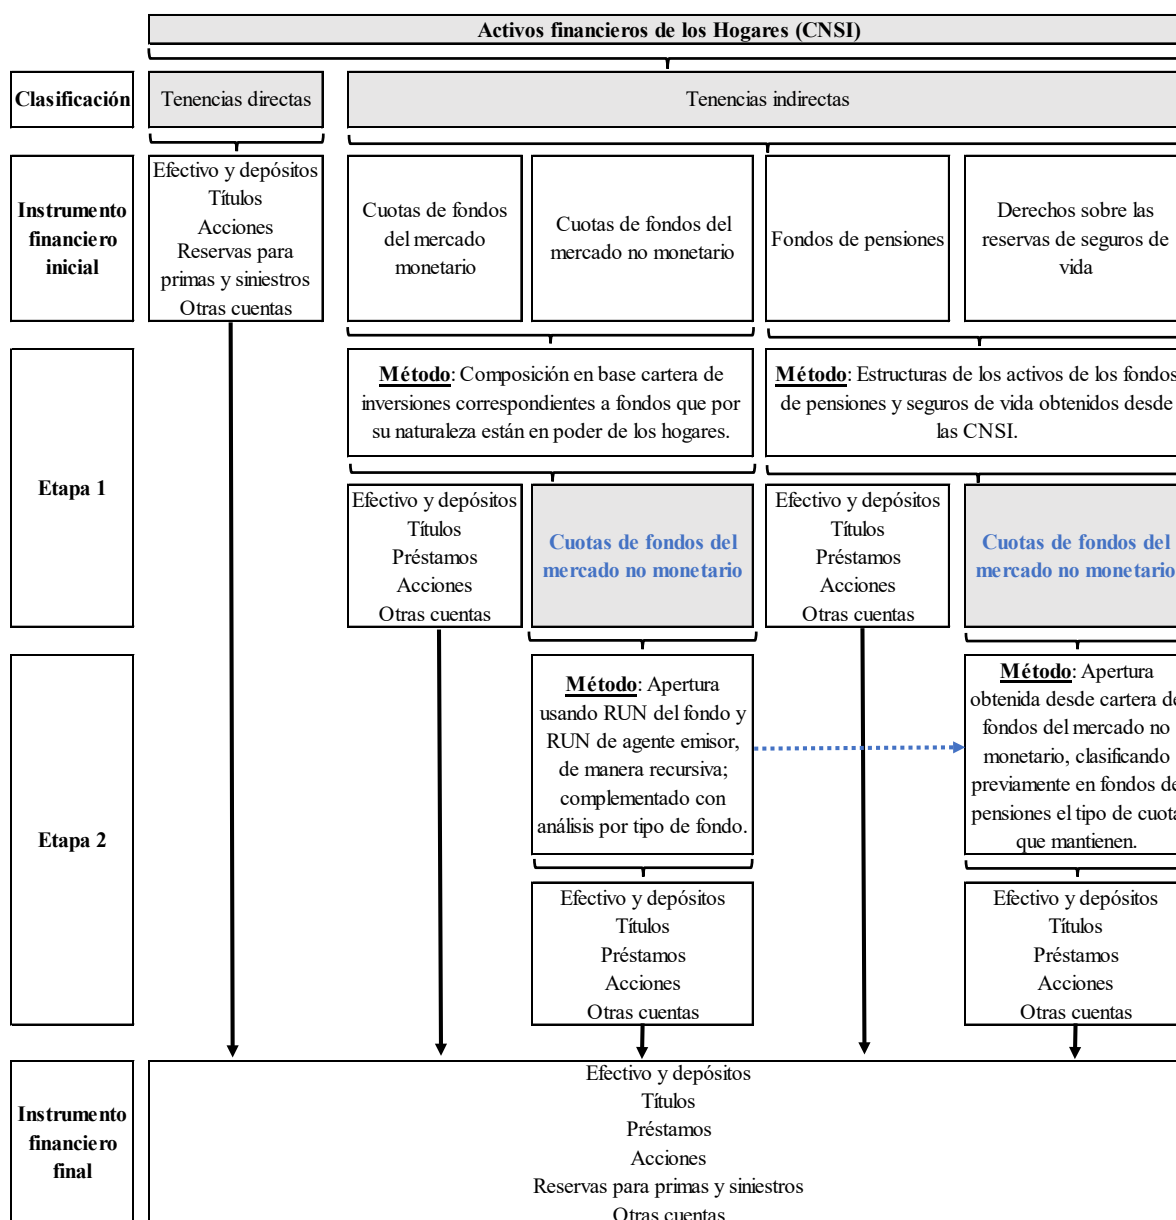 Activos financieros de los Hogares (CNSI)
Clasificación
Tenencias directas
Tenencias indirectas
Instrumento
financiero
inicial
Efectivo y depósitos
Títulos
Acciones
Reservas para
primas y siniestros
Otras cuentas
Cuotas de fondos
del mercado
monetario
Cuotas de fondos del
mercado no monetario
Fondos de pensiones
Derechos sobre las
reservas de seguros de
vida
Etapa 1
Método: Composición en base cartera de
inversiones correspondientes a fondos que por
su naturaleza están en poder de los hogares.
Método: Estructuras de los activos de los fondos
de pensiones y seguros de vida obtenidos desde
las CNSI.
Efectivo y depósitos
Títulos
Préstamos
Acciones
Otras cuentas
Cuotas de fondos del
mercado no monetario
Efectivo y depósitos
Títulos
Préstamos
Acciones
Otras cuentas
Cuotas de fondos del
mercado no monetario
Etapa 2
Método: Apertura
usando RUN del fondo y
RUN de agente emisor,
de manera recursiva;
complementado con
análisis por tipo de fondo.
Método: Apertura
obtenida desde cartera de
fondos del mercado no
monetario, clasificando
previamente en fondos de
pensiones el tipo de cuota
que mantienen.
Efectivo y depósitos
Títulos
Préstamos
Acciones
Otras cuentas
Efectivo y depósitos
Títulos
Préstamos
Acciones
Otras cuentas
Instrumento
financiero
final
Efectivo y depósitos
Títulos
Préstamos
Acciones
Reservas para primas y siniestros
Otras cuentas